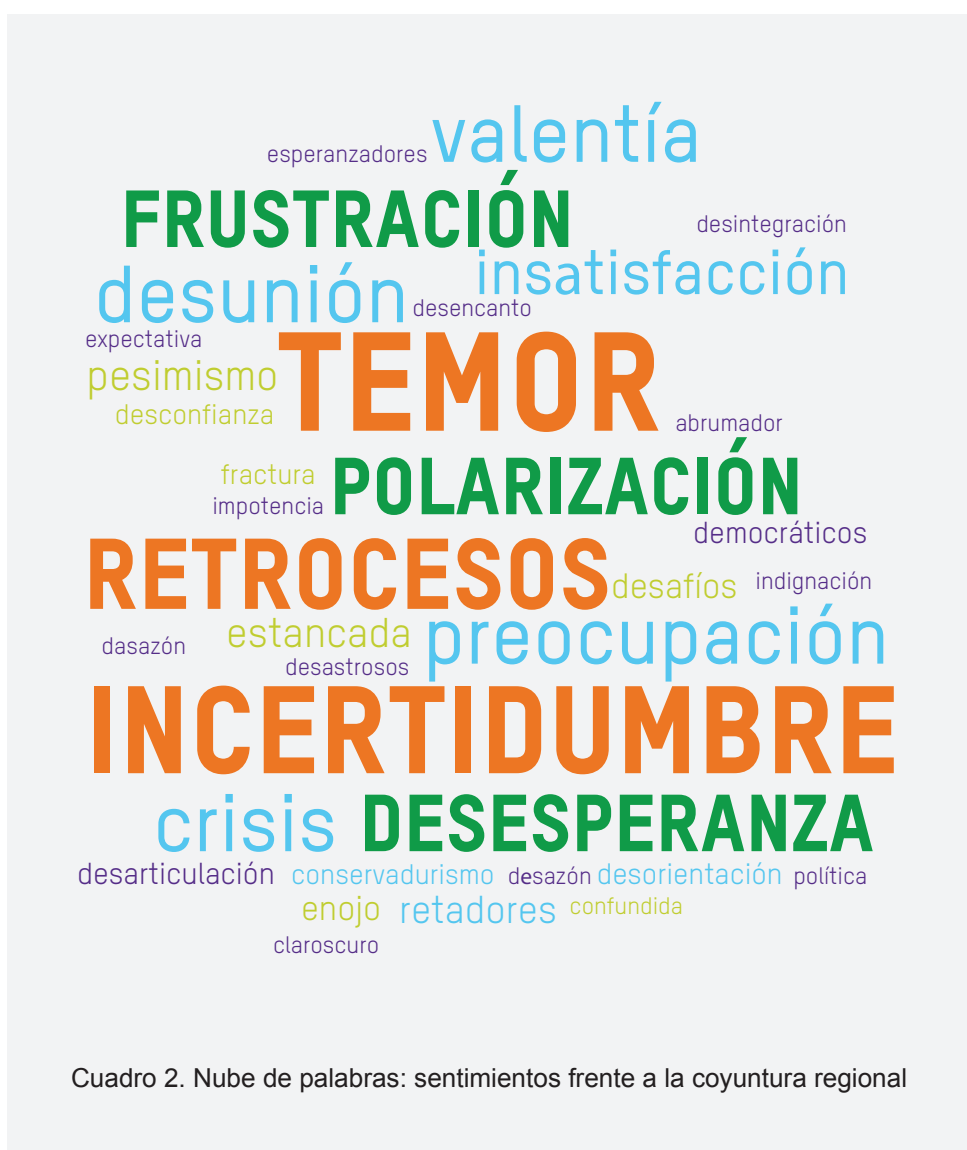 esperanzadores valentía
FRUSTRACIÓN
desintegración
desunión insatisfacción
desencanto
expectativa
TEMOR
pesimismo
desconfianza
abrumador
fractura
POLARIZACIÓN
impotencia
democráticos
RETROCESOS desafíos indignación
dasazón estancada preocupación
desastrosos
INCERTIDUMBRE
crisis DESESPERANZA
desarticulación conservadurismo desazón desorientación política
enojo retadores confundida
claroscuro
Cuadro 2. Nube de palabras: sentimientos frente a la coyuntura regional